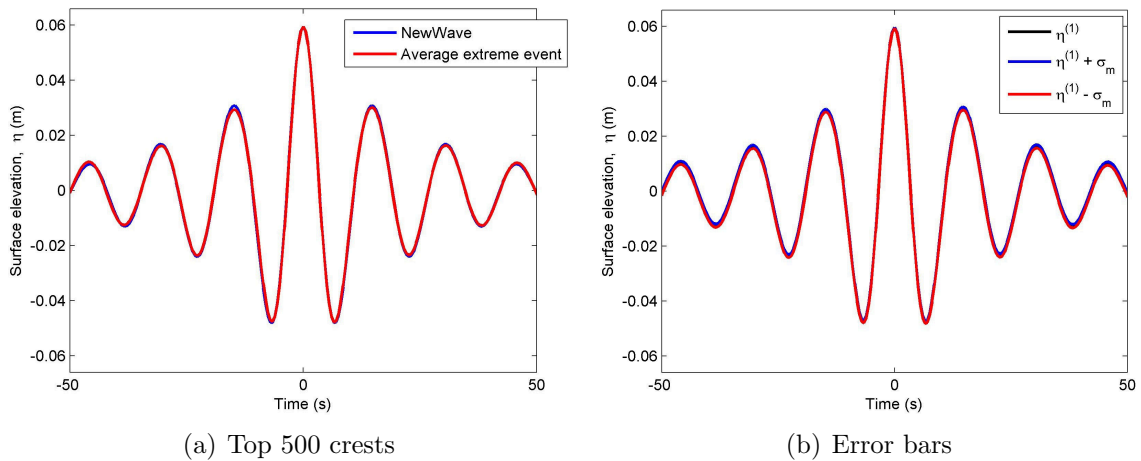 0.06
0.04
0.02
0
-0.02
-0.04
-0.06
Surface elevation, η (m)
-50
0
50
Time (s)
NewWave
Average extreme event
(a) Top 500 crests
0.06
0.04
0.02
0
-0.02
-0.04
-0.06
Surface elevation, η (m)
-50
0
50
Time (s)
η(1)
η(1) + σm
η(1) - σm
(b) Error bars